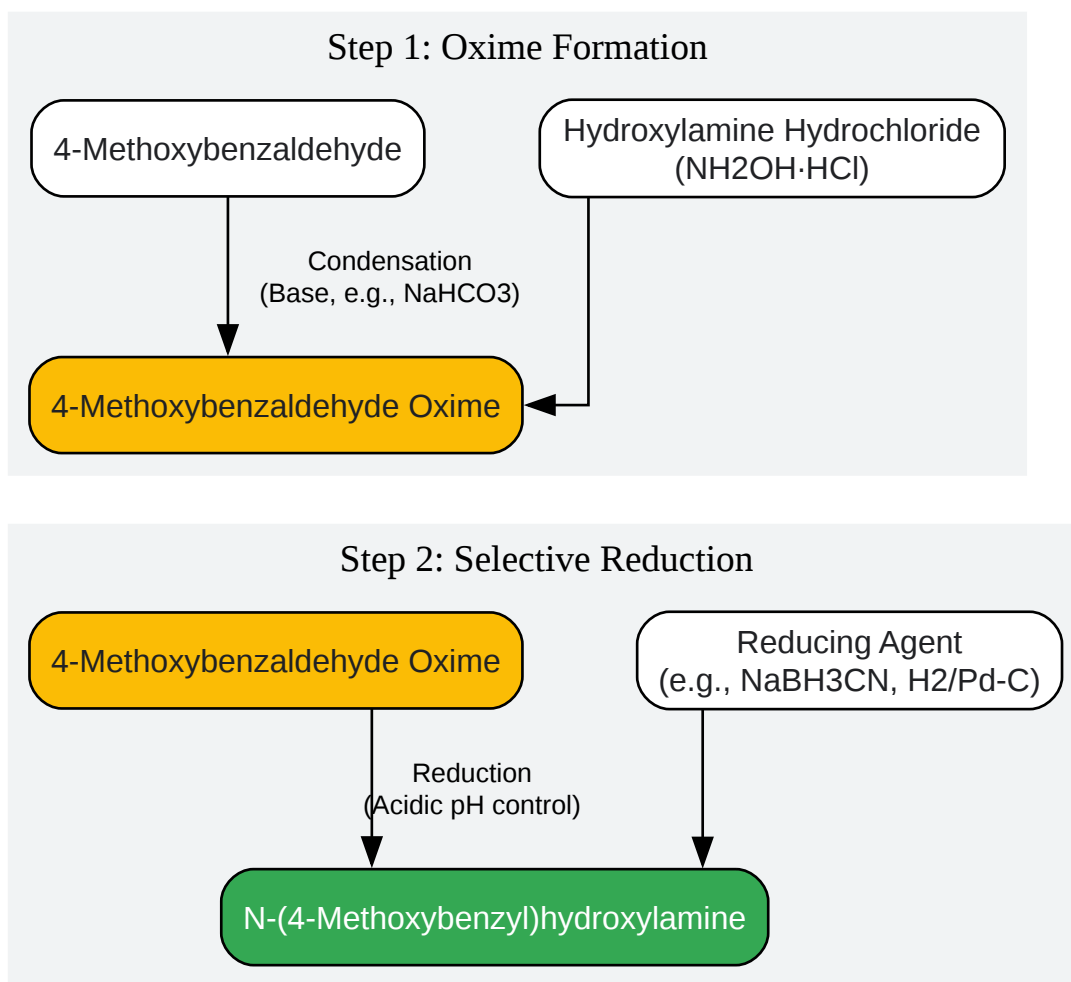 Step 1: Oxime Formation
4-Methoxybenzaldehyde
Hydroxylamine Hydrochloride
(NH2OH·HCl)
Condensation
(Base, e.g., NaHCO3)
4-Methoxybenzaldehyde Oxime
Step 2: Selective Reduction
4-Methoxybenzaldehyde Oxime
Reducing Agent
(e.g., NaBH3CN, H2/Pd-C)
Reduction
(Acidic pH control)
N-(4-Methoxybenzyl)hydroxylamine